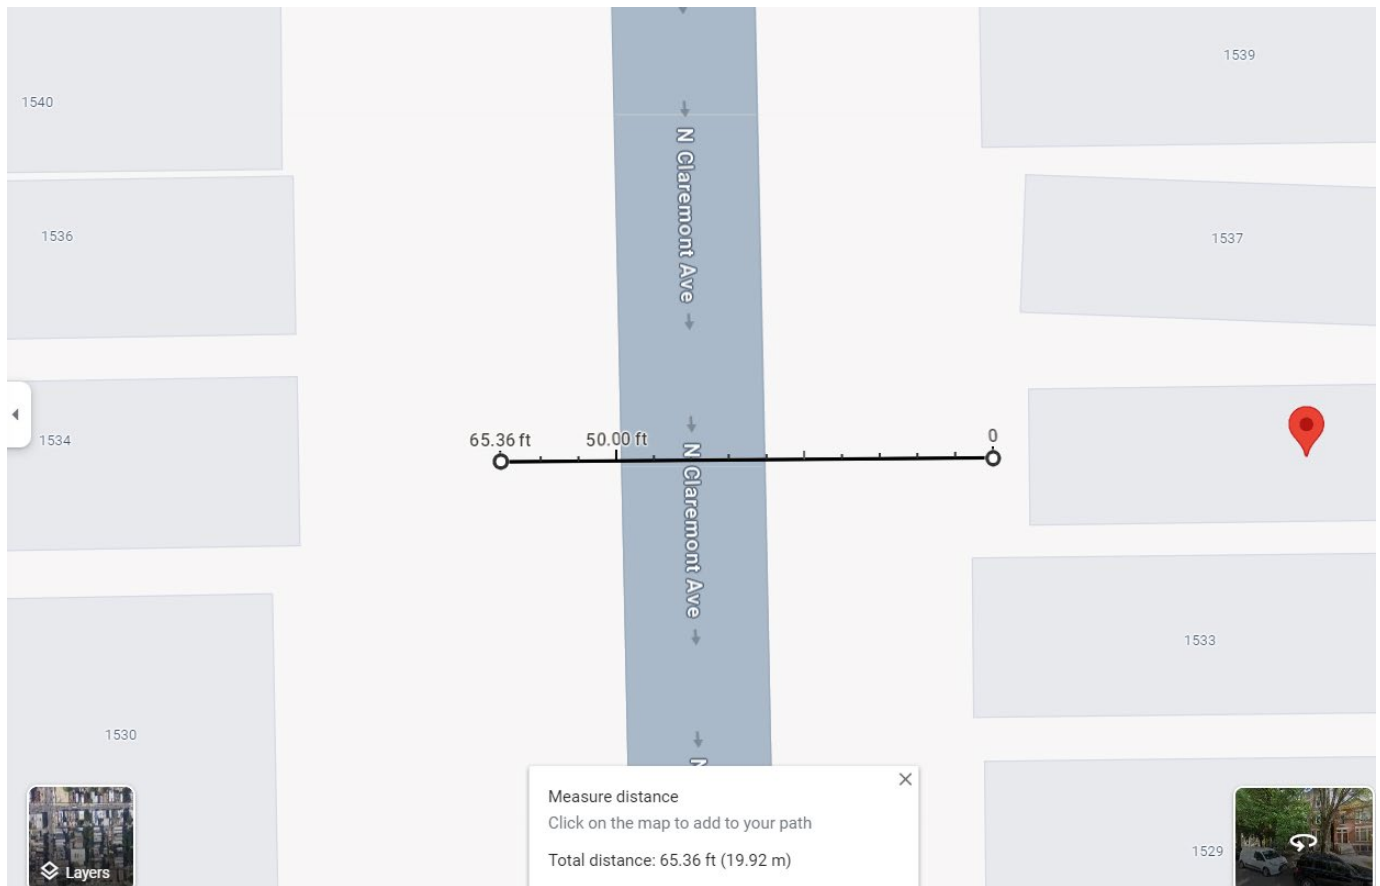 1539
1540
N Claremont Ave
1536
1537
65.36 ft
50.00 ft
0
1534
N Claremont Ave
1533
1530
N
Measure distance
Click on the map to add to your path
Total distance: 65.36 ft (19.92 m)
1529
Layers